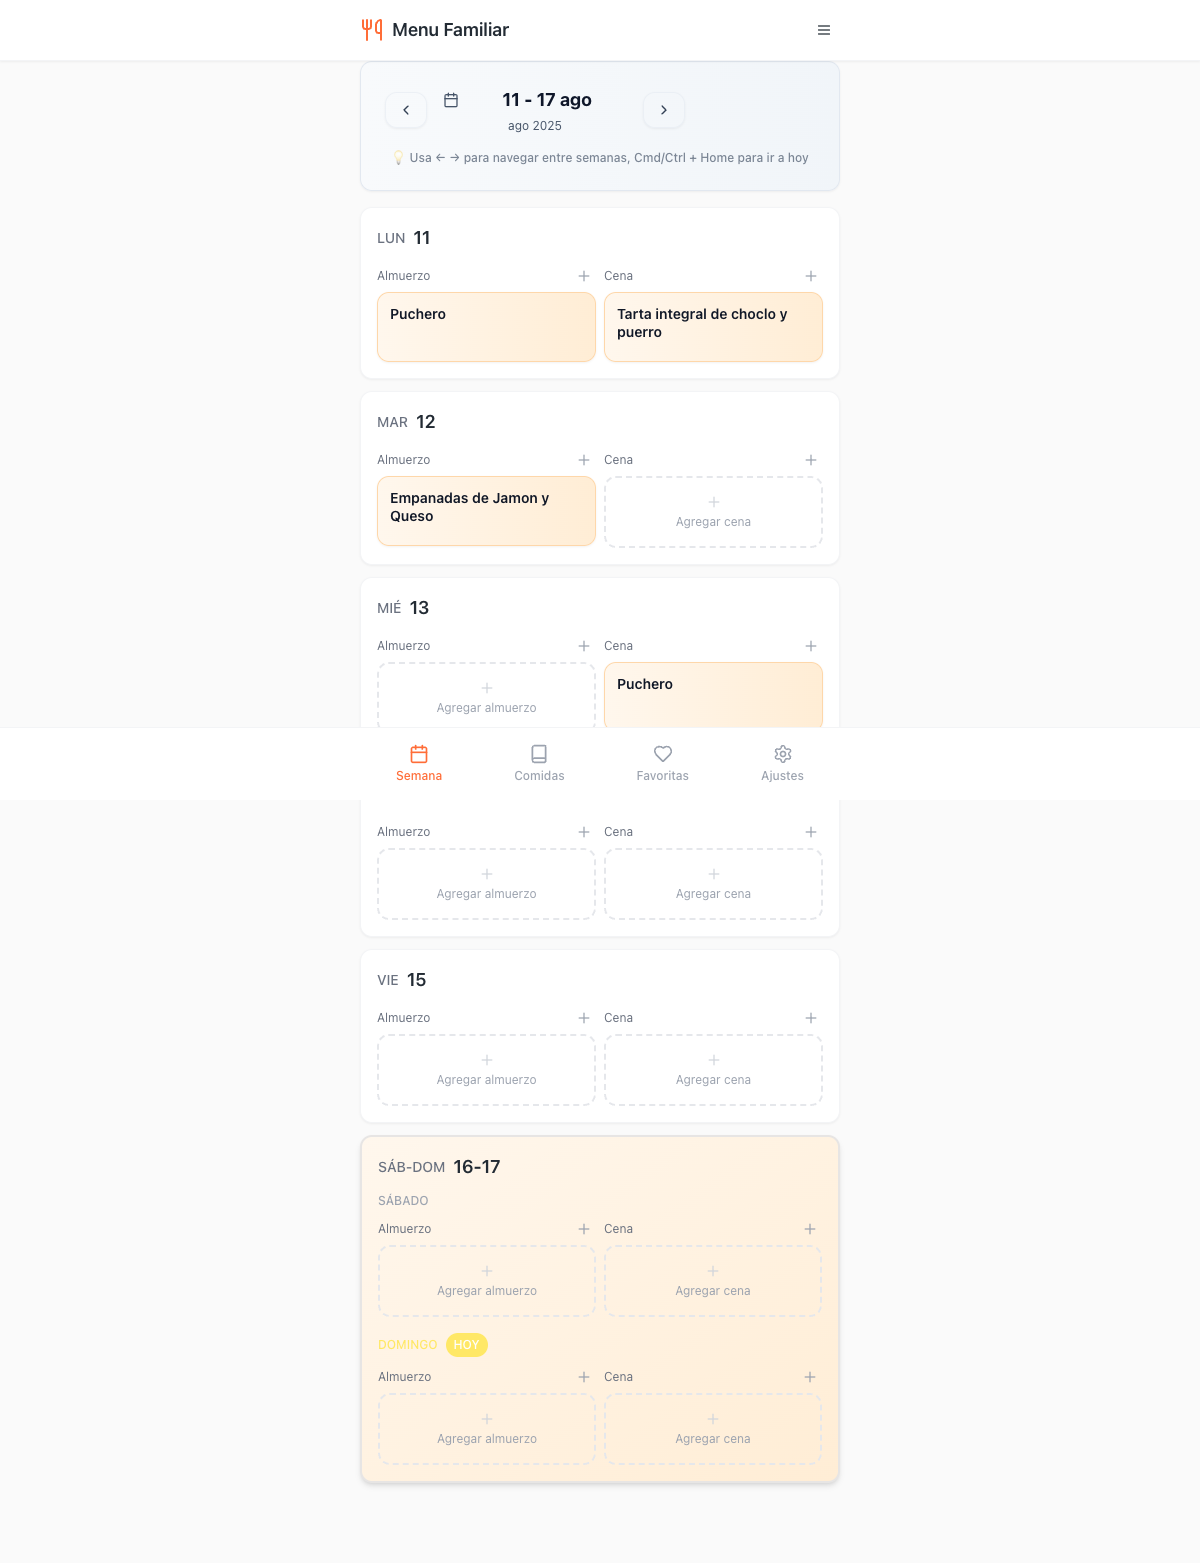 Menu Familiar
11 - 17 ago
ago 2025
💡 Usa ← → para navegar entre semanas, Cmd/Ctrl + Home para ir a hoy
LUN 11
Almuerzo + Cena +
Puchero
Tarta integral de choclo y
puerro
MAR 12
Almuerzo + Cena +
Empanadas de Jamon y
Queso
+
Agregar cena
MIÉ 13
Almuerzo + Cena +
+
Agregar almuerzo
Puchero
Semana Comidas Favoritas Ajustes
Almuerzo + Cena +
+
Agregar almuerzo
+
Agregar cena
VIE 15
Almuerzo + Cena +
+
Agregar almuerzo
+
Agregar cena
SÁB-DOM 16-17
SÁBADO
Almuerzo + Cena +
+
Agregar almuerzo
+
Agregar cena
DOMINGO HOY
Almuerzo + Cena +
+
Agregar almuerzo
+
Agregar cena